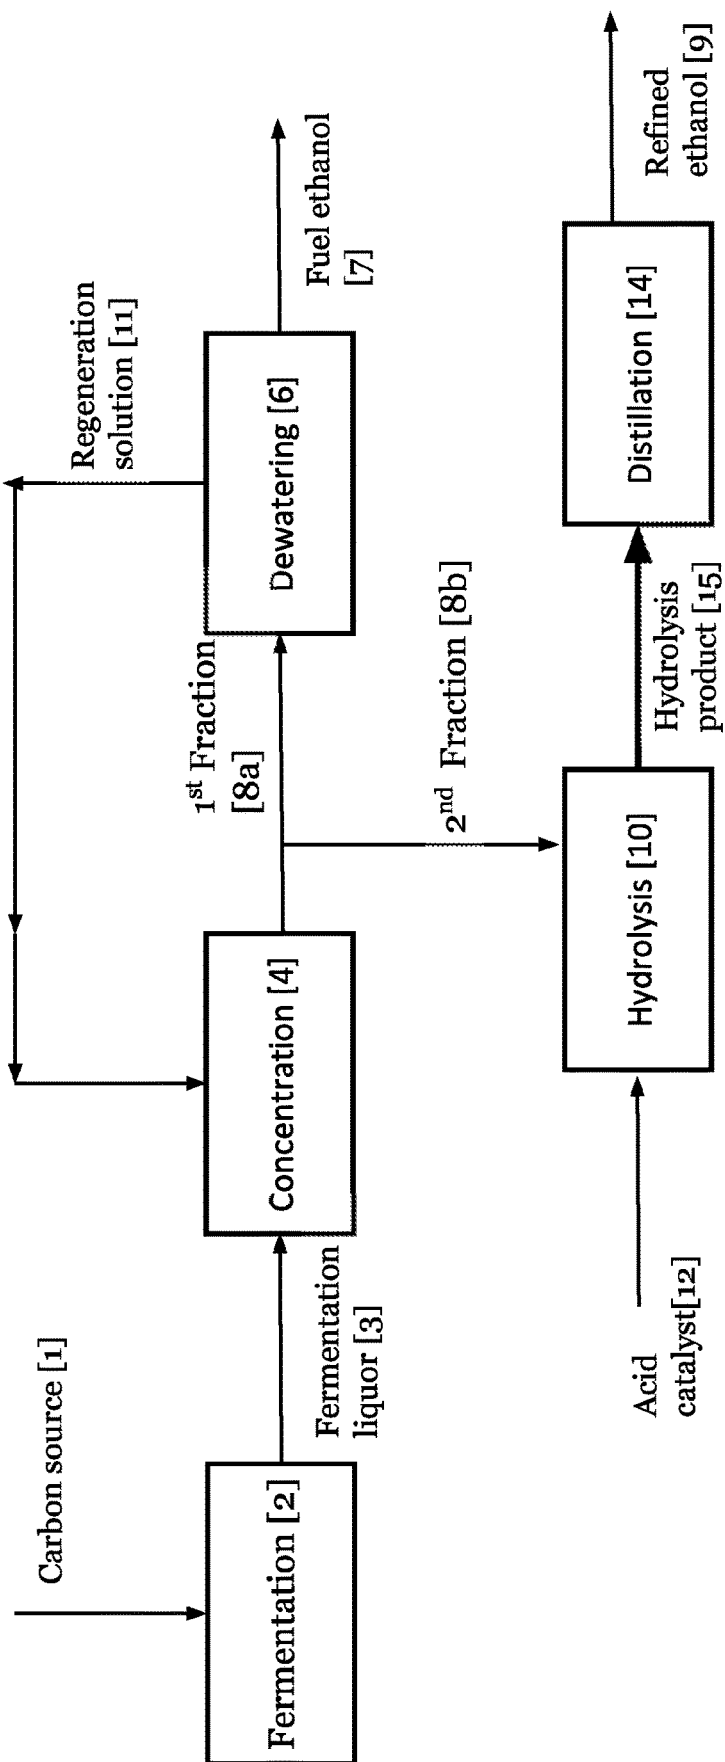 Carbon source [1]
Fermentation [2]
Fermentation
liquor [3]
Concentration [4]
1st Fraction
[8a]
Regeneration
solution [11]
Dewatering [6]
Fuel ethanol
[7]
2nd Fraction [8b]
Acid
catalyst[12]
Hydrolysis [10]
Hydrolysis
product [15]
Distillation [14]
Refined
ethanol [9]